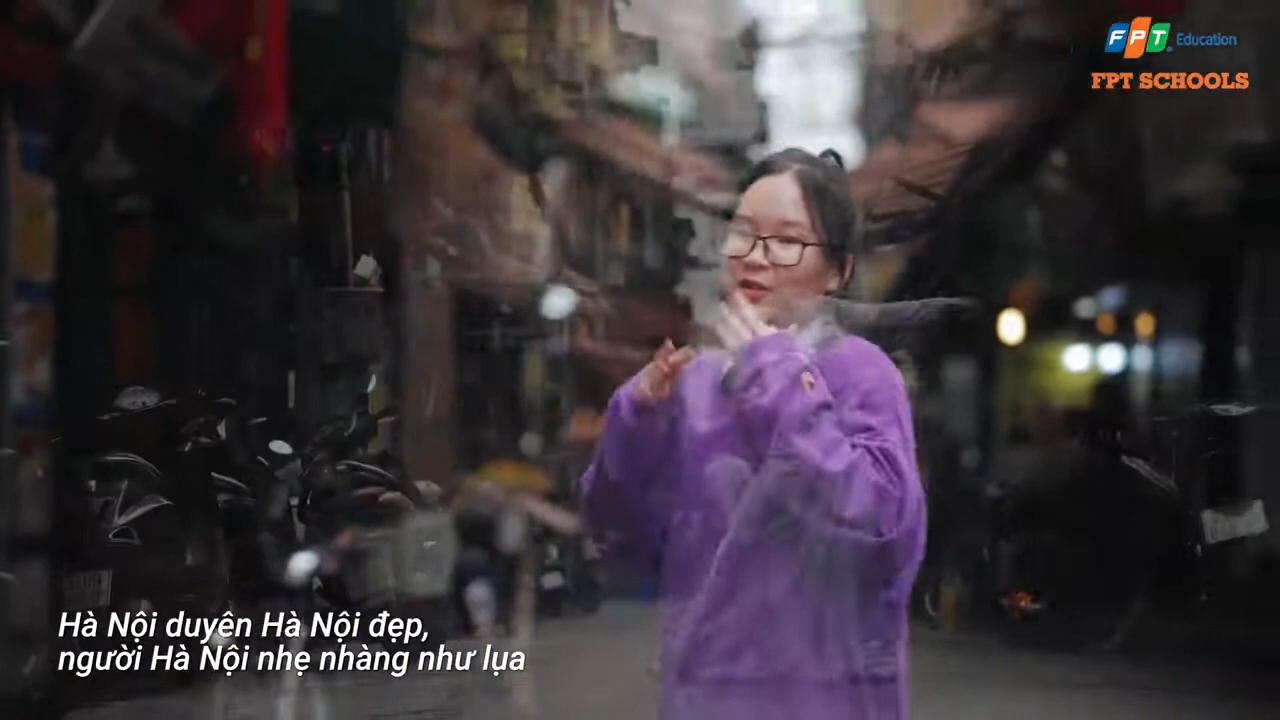 FPT Education
FPT SCHOOLS
Hà Nội duyên Hà Nội đẹp,
người Hà Nội nhẹ nhàng như lụa